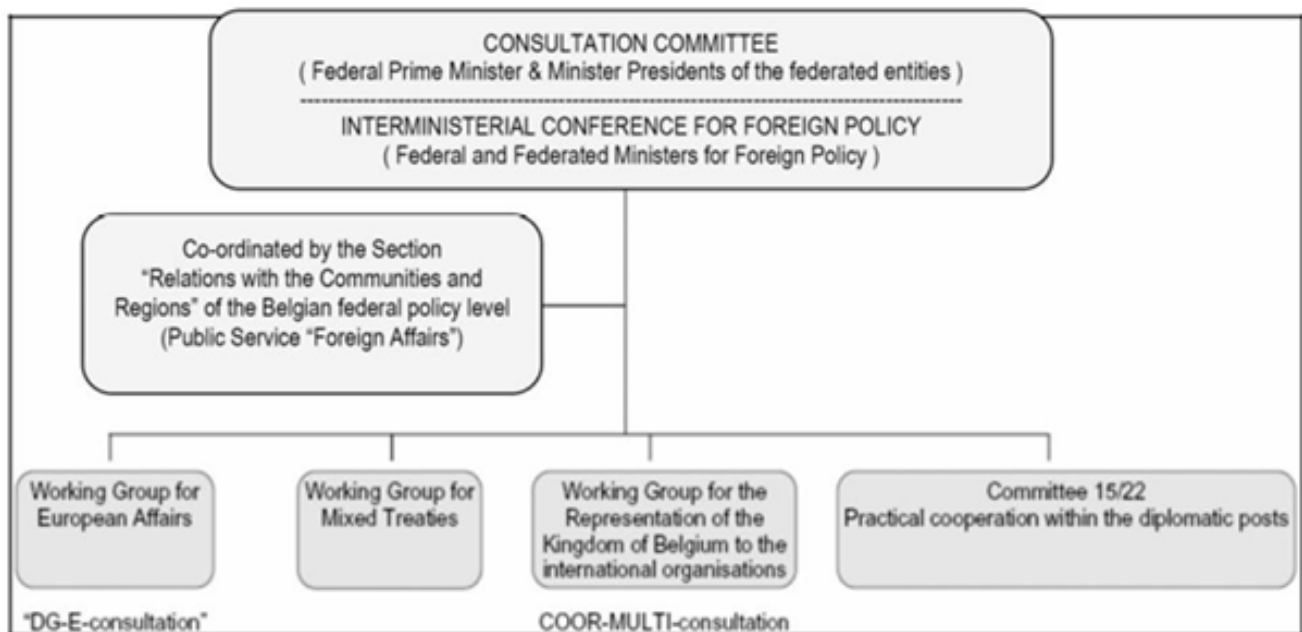 CONSULTATION COMMITTEE
( Federal Prime Minister & Minister Presidents of the federated entities )
INTERMINISTERIAL CONFERENCE FOR FOREIGN POLICY
( Federal and Federated Ministers for Foreign Policy )
Co-ordinated by the Section
“Relations with the Communities and
Regions” of the Belgian federal policy level
(Public Service “Foreign Affairs”)
Working Group for
European Affairs
Working Group for
Mixed Treaties
Working Group for the
Representation of the
Kingdom of Belgium to the
international organisations
Committee 15/22
Practical cooperation within the diplomatic posts
“DG-E-consultation”
COOR-MULTI-consultation